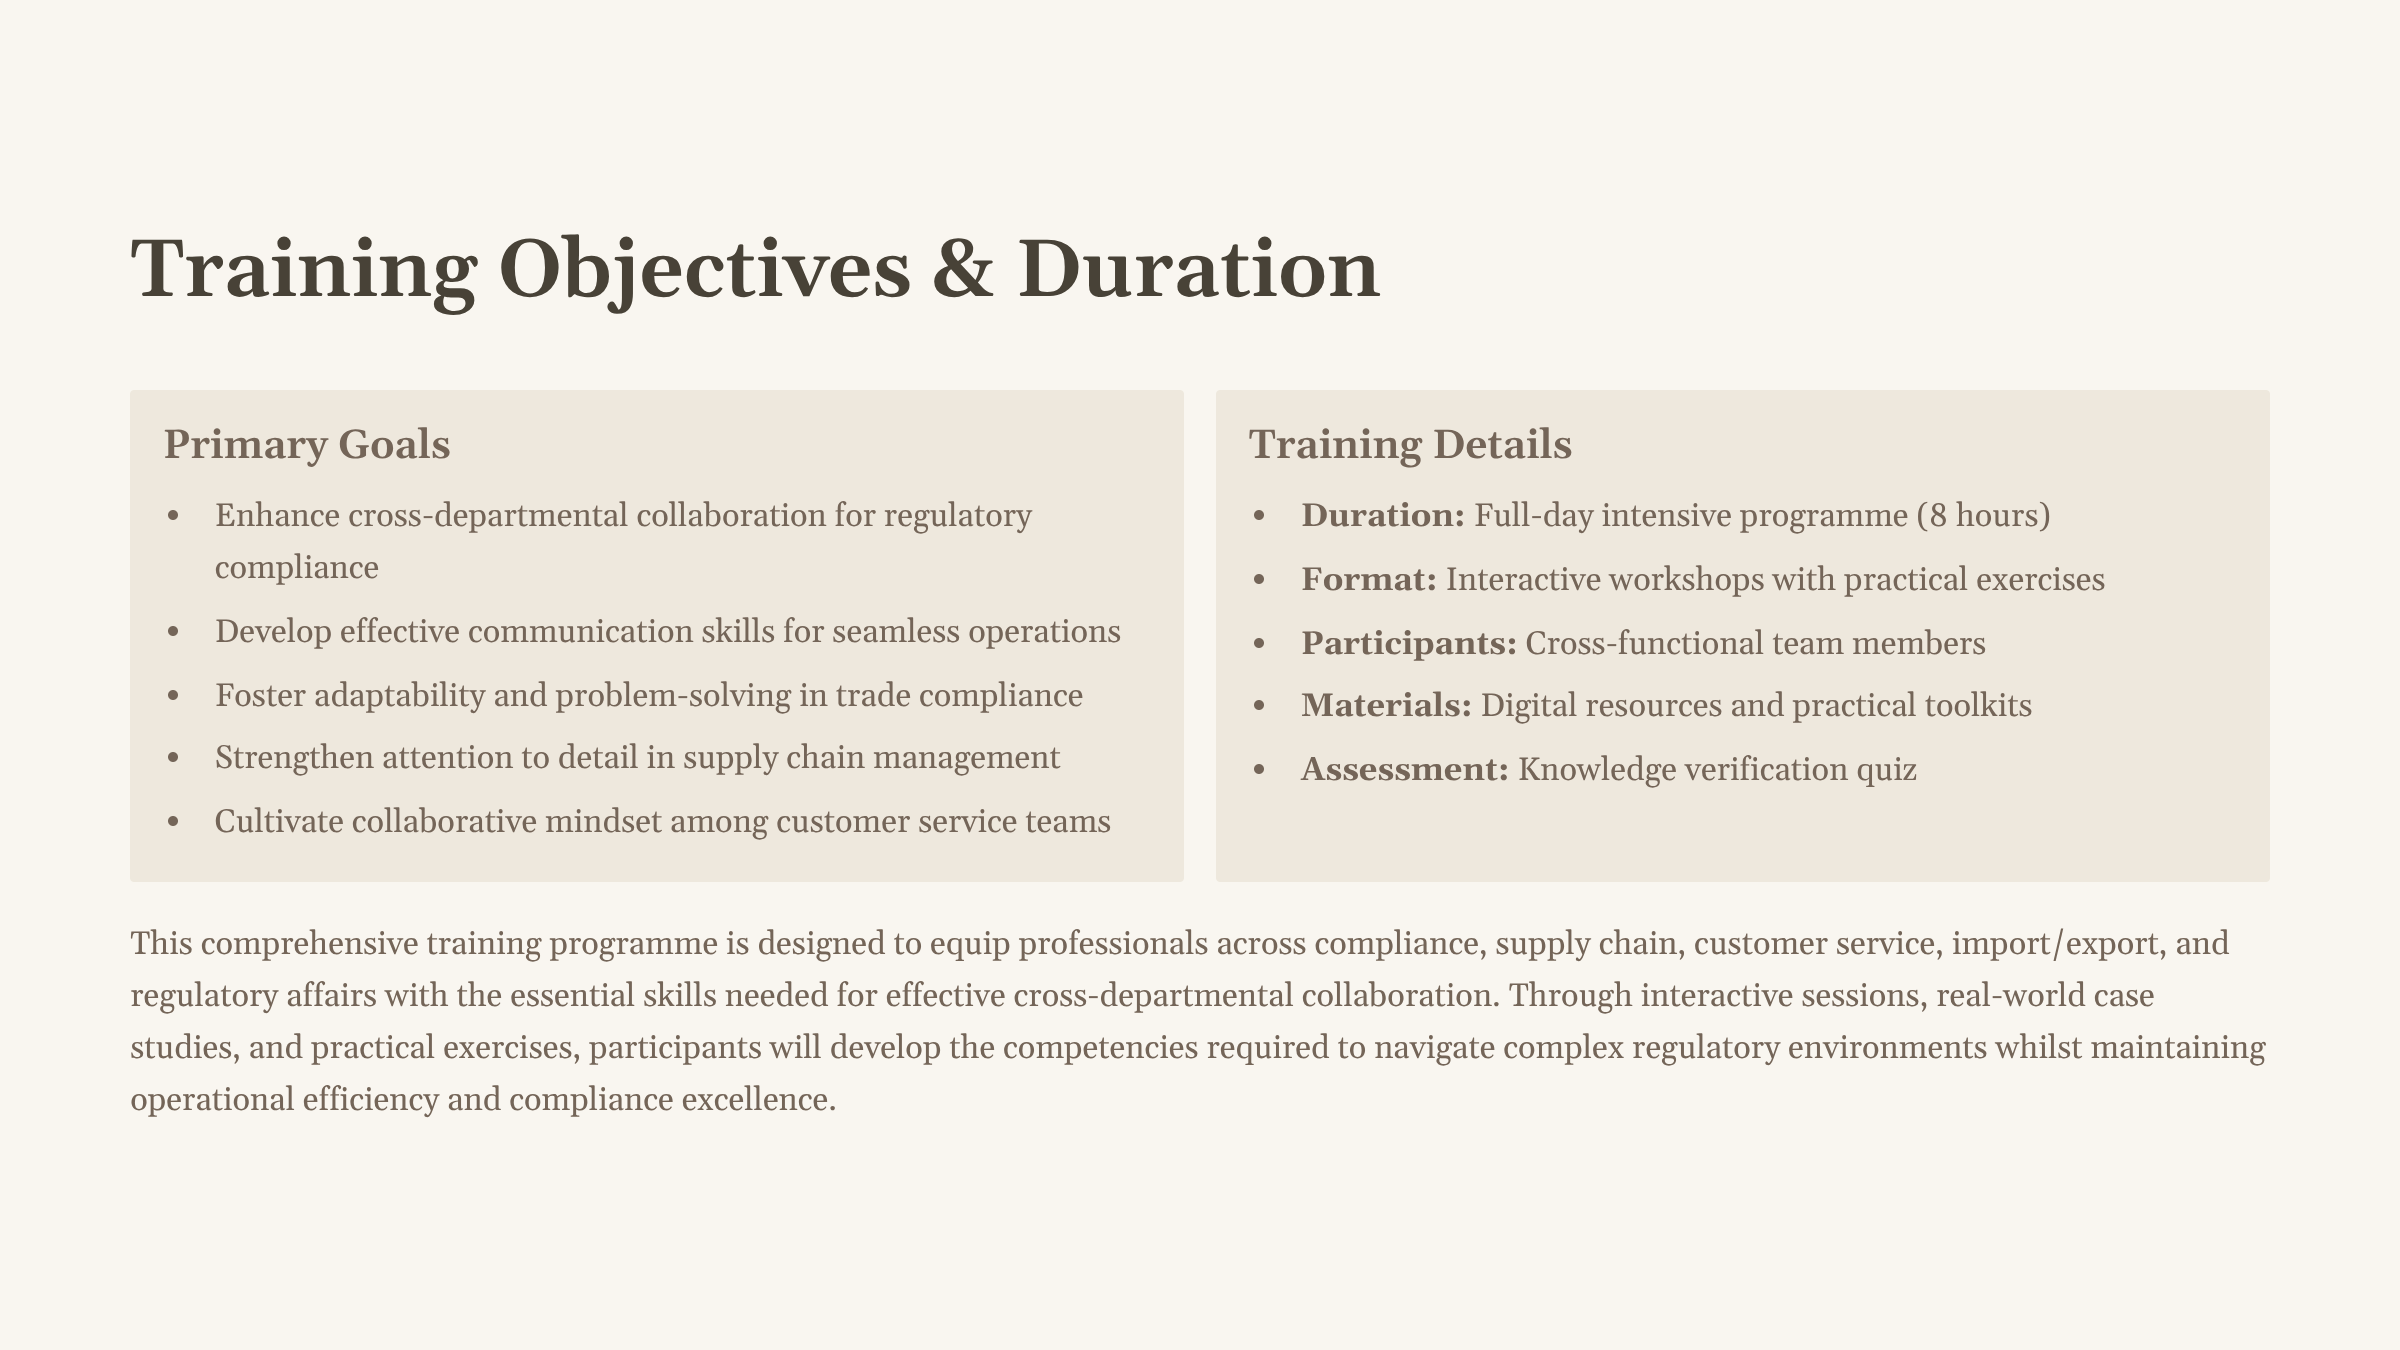 Training Objectives & Duration
Primary Goals
• Enhance cross-departmental collaboration for regulatory
compliance
• Develop effective communication skills for seamless operations
• Foster adaptability and problem-solving in trade compliance
• Strengthen attention to detail in supply chain management
• Cultivate collaborative mindset among customer service teams
Training Details
• Duration: Full-day intensive programme (8 hours)
• Format: Interactive workshops with practical exercises
• Participants: Cross-functional team members
• Materials: Digital resources and practical toolkits
• Assessment: Knowledge verification quiz
This comprehensive training programme is designed to equip professionals across compliance, supply chain, customer service, import/export, and
regulatory affairs with the essential skills needed for effective cross-departmental collaboration. Through interactive sessions, real-world case
studies, and practical exercises, participants will develop the competencies required to navigate complex regulatory environments whilst maintaining
operational efficiency and compliance excellence.